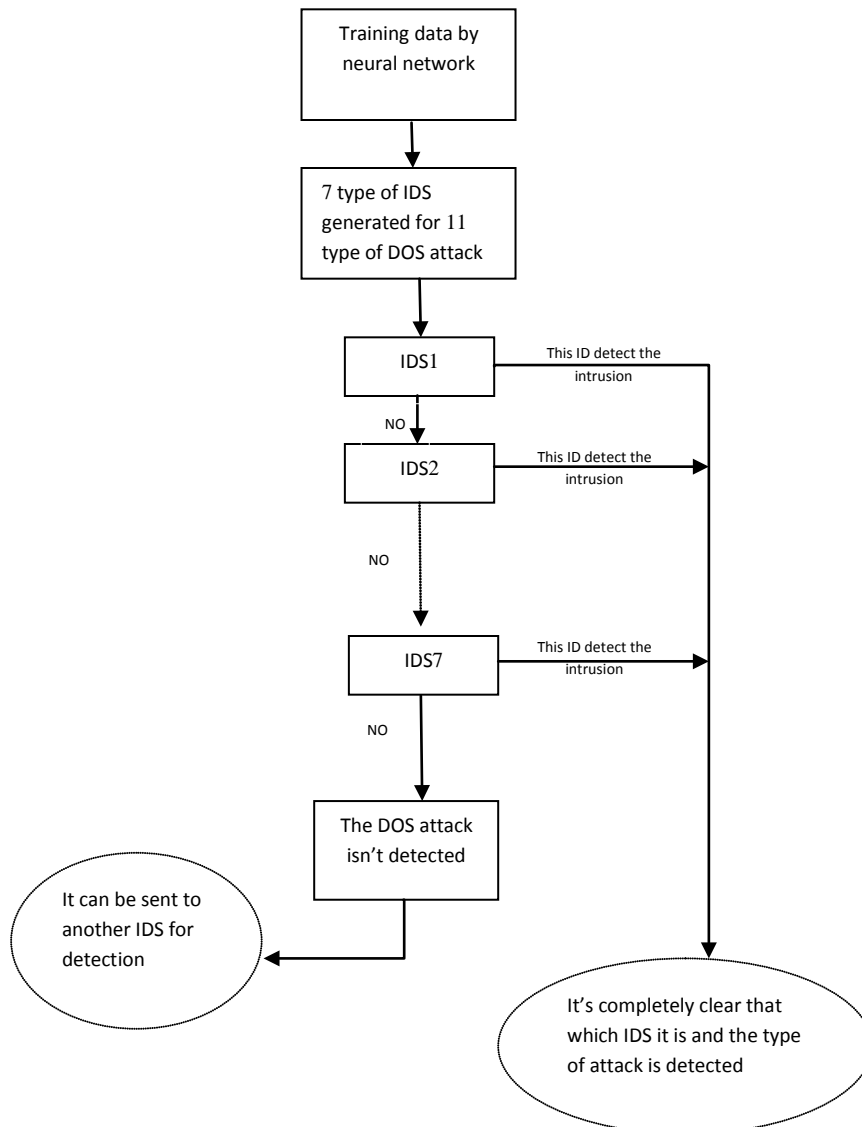 Training data by
neural network
7 type of IDS
generated for 11
type of DOS attack
IDS1
This ID detect the
intrusion
NO
IDS2
This ID detect the
intrusion
NO
IDS7
This ID detect the
intrusion
NO
The DOS attack
isn't detected
It can be sent to
another IDS for
detection
It's completely clear that
which IDS it is and the type
of attack is detected